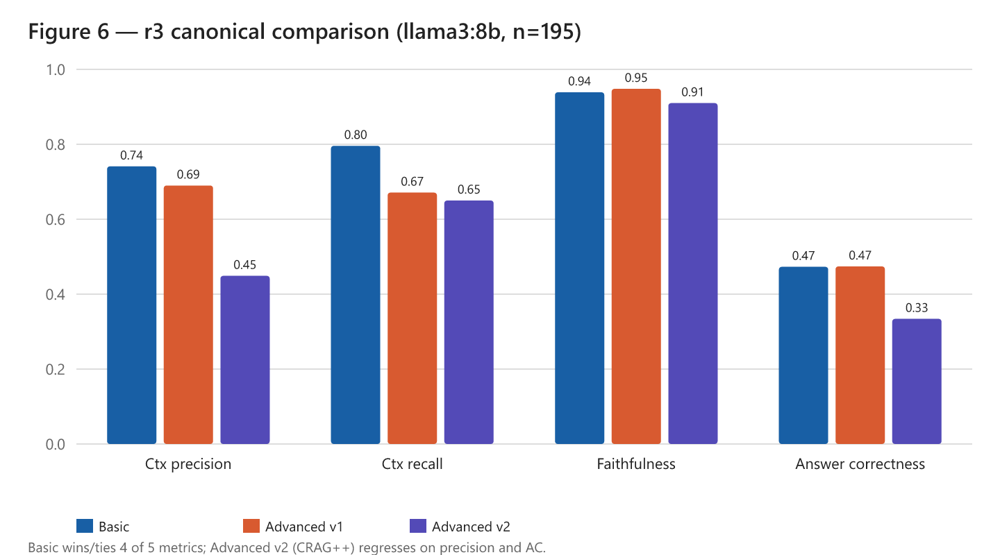 Figure 6 — r3 canonical comparison (llama3:8b, n=195)
1.0
0.8
0.6
0.4
0.2
0.0
0.74
0.69
0.45
0.80
0.67
0.65
0.94
0.95
0.91
0.47
0.47
0.33
Ctx precision
Ctx recall
Faithfulness
Answer correctness
Basic
Advanced v1
Advanced v2
Basic wins/ties 4 of 5 metrics; Advanced v2 (CRAG++) regresses on precision and AC.